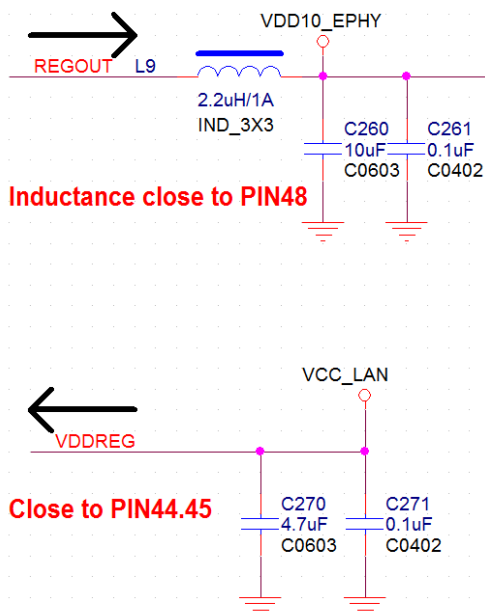 VDD10_EPHY
REGOUT L9
2.2uH/1A
IND_3X3
C260
10uF
C0603
C261
0.1uF
C0402
Inductance close to PIN48
VCC_LAN
VDDREG
Close to PIN44.45
C270
4.7uF
C0603
C271
0.1uF
C0402